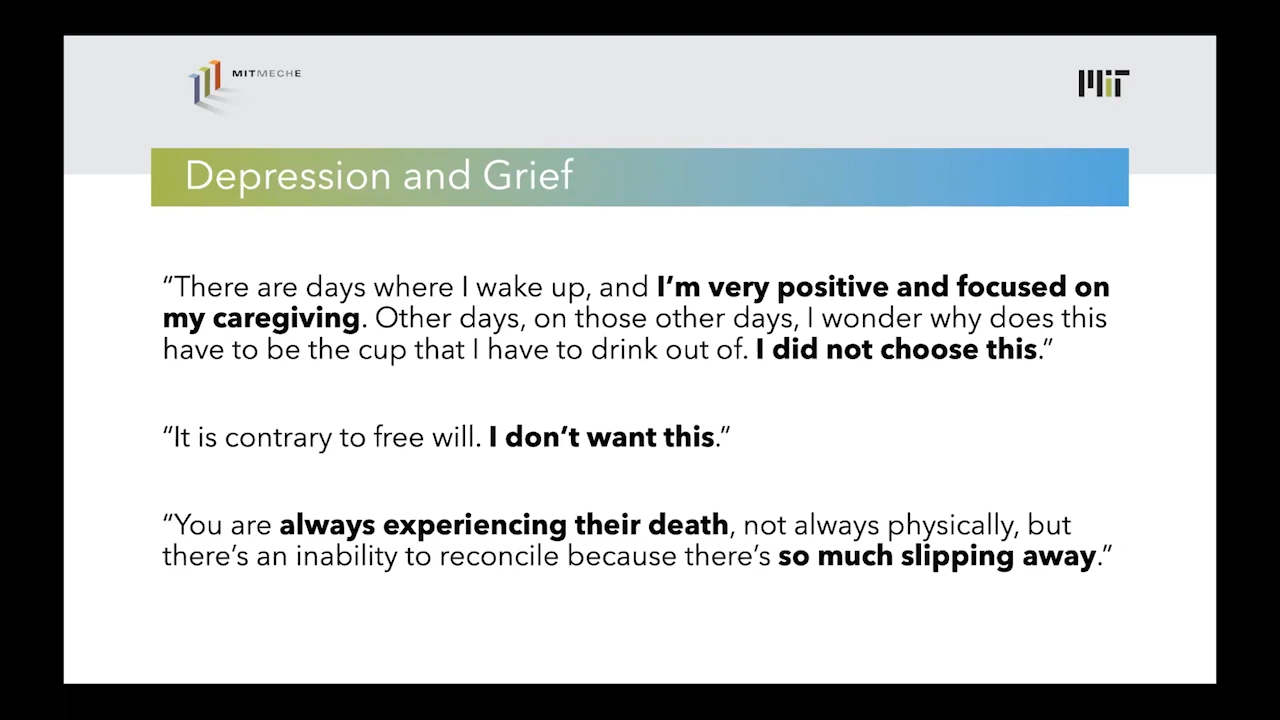 MITMECHE
MIT
Depression and Grief
“There are days where I wake up, and I’m very positive and focused on
my caregiving. Other days, on those other days, I wonder why does this
have to be the cup that I have to drink out of. I did not choose this.”
“It is contrary to free will. I don’t want this.”
“You are always experiencing their death, not always physically, but
there’s an inability to reconcile because there’s so much slipping away.”